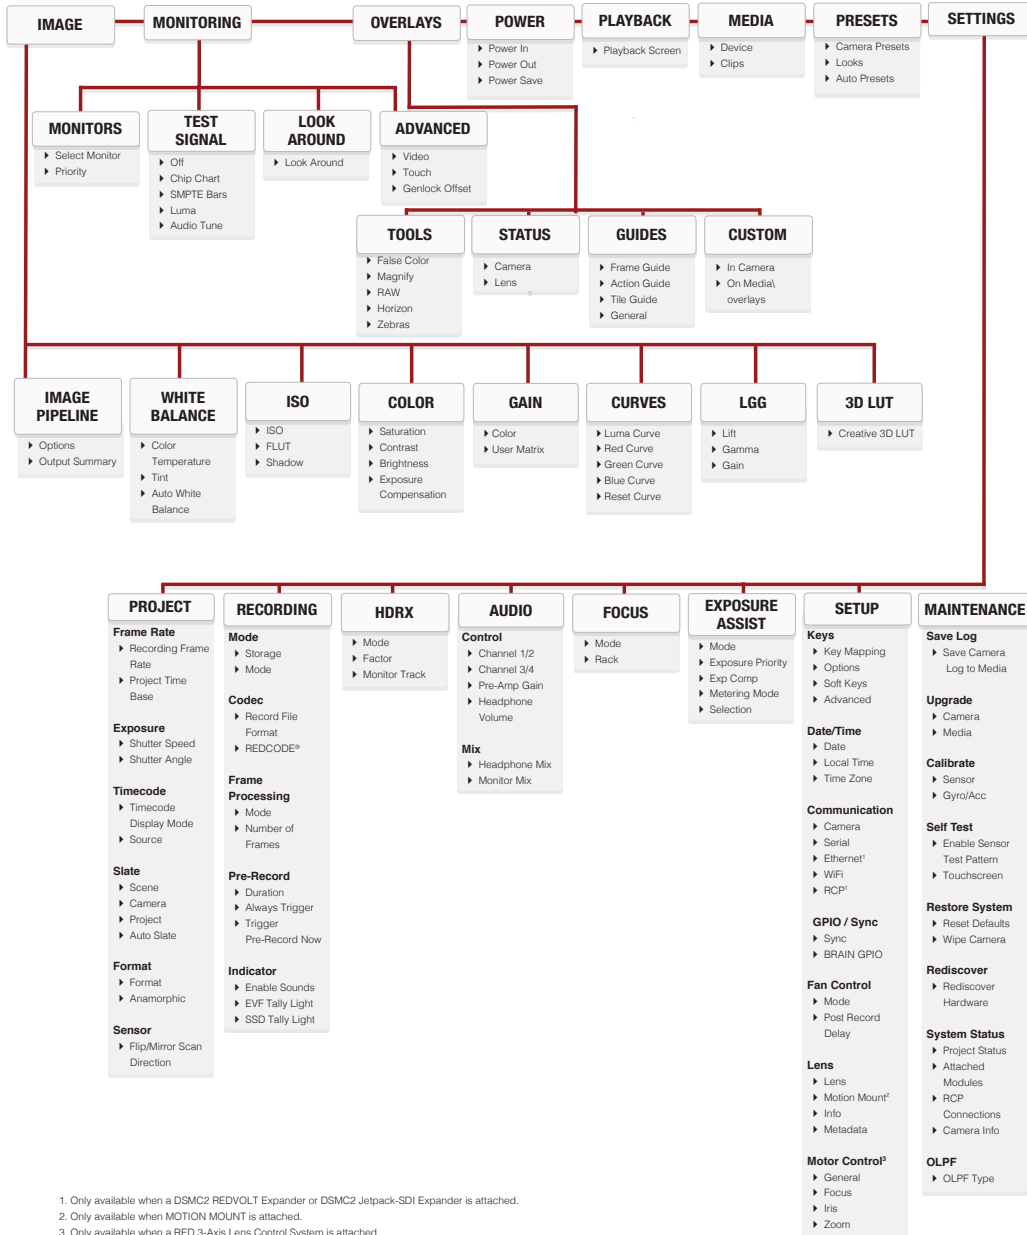 IMAGE
MONITORING
OVERLAYS
POWER
PLAYBACK
MEDIA
PRESETS
SETTINGS
Power In
Power Out
Power Save
Playback Screen
Device
Clips
Camera Presets
Looks
Auto Presets
MONITORS
Select Monitor
Priority
TEST
SIGNAL
Off
Chip Chart
SMPTE Bars
Luma
Audio Tune
LOOK
AROUND
Look Around
ADVANCED
Video
Touch
Genlock Offset
TOOLS
False Color
Magnify
RAW
Horizon
Zebras
STATUS
Camera
Lens
GUIDES
Frame Guide
Action Guide
Tile Guide
General
CUSTOM
In Camera
On Media\
overlays
IMAGE
PIPELINE
Options
Output Summary
WHITE
BALANCE
Color
Temperature
Tint
Auto White
Balance
ISO
ISO
FLUT
Shadow
COLOR
Saturation
Contrast
Brightness
Exposure
Compensation
GAIN
Color
User Matrix
CURVES
Luma Curve
Red Curve
Green Curve
Blue Curve
Reset Curve
LGG
Lift
Gamma
Gain
3D LUT
Creative 3D LUT
PROJECT
Frame Rate
Recording Frame
Rate
Project Time
Base
Exposure
Shutter Speed
Shutter Angle
Timecode
Timecode
Display Mode
Source
Slate
Scene
Camera
Project
Auto Slate
Format
Format
Anamorphic
Sensor
Flip/Mirror Scan
Direction
RECORDING
Mode
Storage
Mode
Codec
Record File
Format
REDCODE®
Frame
Processing
Mode
Number of
Frames
Pre-Record
Duration
Always Trigger
Trigger
Pre-Record Now
Indicator
Enable Sounds
EVF Tally Light
SSD Tally Light
HDRX
Mode
Factor
Monitor Track
AUDIO
Control
Channel 1/2
Channel 3/4
Pre-Amp Gain
Headphone
Volume
Mix
Headphone Mix
Monitor Mix
FOCUS
Mode
Rack
EXPOSURE
ASSIST
Mode
Exposure Priority
Exp Comp
Metering Mode
Selection
SETUP
Keys
Key Mapping
Options
Soft Keys
Advanced
Date/Time
Date
Local Time
Time Zone
Communication
Camera
Serial
Ethernet¹
WiFi
RCP¹
GPIO / Sync
Sync
BRAIN GPIO
Fan Control
Mode
Post Record
Delay
Lens
Lens
Motion Mount²
Info
Metadata
Motor Control³
General
Focus
Iris
Zoom
MAINTENANCE
Save Log
Save Camera
Log to Media
Upgrade
Camera
Media
Calibrate
Sensor
Gyro/Acc
Self Test
Enable Sensor
Test Pattern
Touchscreen
Restore System
Reset Defaults
Wipe Camera
Rediscover
Rediscover
Hardware
System Status
Project Status
Attached
Modules
RCP
Connections
Camera Info
OLPF
OLPF Type
1. Only available when a DSMC2 REDVOLT Expander or DSMC2 Jetpack-SDI Expander is attached.
2. Only available when MOTION MOUNT is attached.
3. Only available when a RED 3-Axis Lens Control System is attached